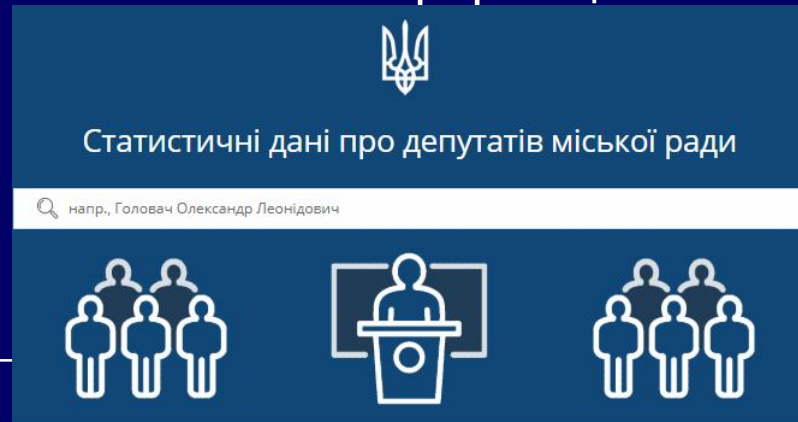 Статистичні дані про депутатів міської ради
напр., Головач Олександр Леонідович